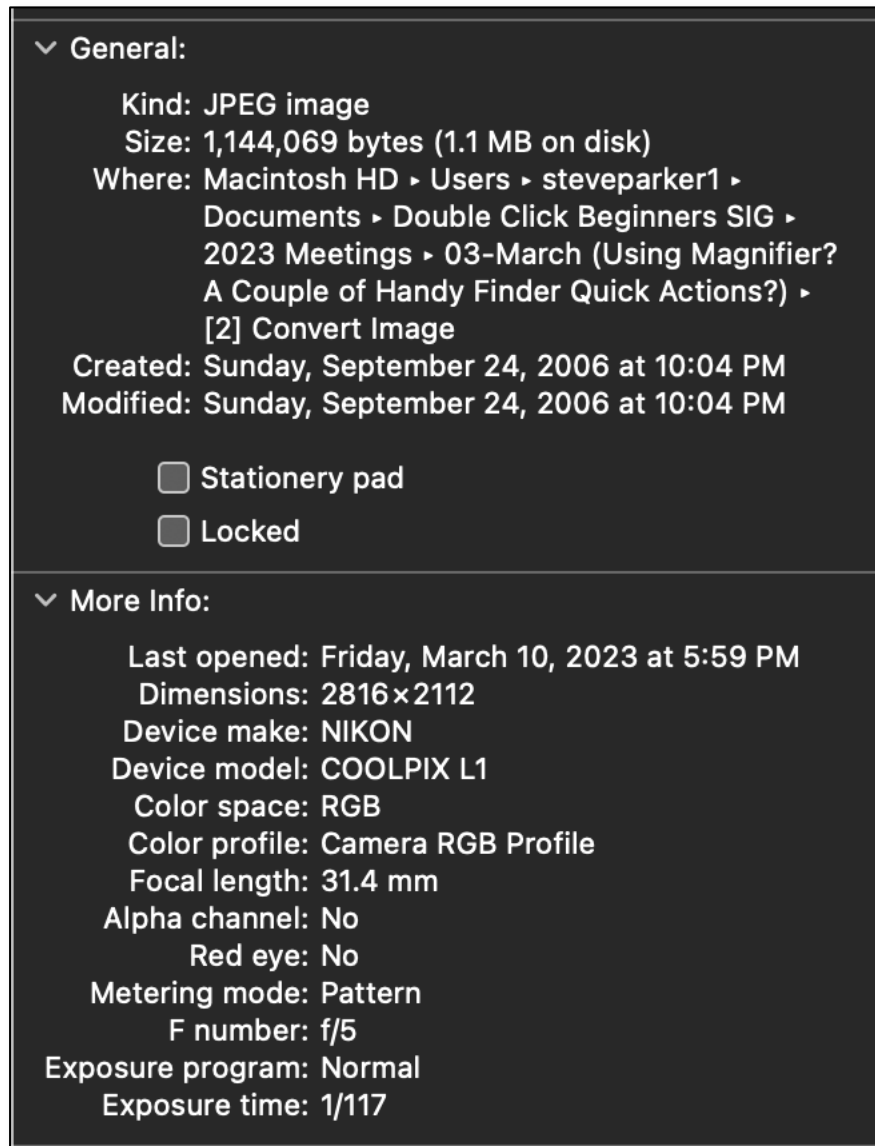 General:
Kind: JPEG image
Size: 1,144,069 bytes (1.1 MB on disk)
Where: Macintosh HD ▸ Users ▸ steveparker1 ▸
Documents ▸ Double Click Beginners SIG ▸
2023 Meetings ▸ 03-March (Using Magnifier?
A Couple of Handy Finder Quick Actions?) ▸
[2] Convert Image
Created: Sunday, September 24, 2006 at 10:04 PM
Modified: Sunday, September 24, 2006 at 10:04 PM
Stationery pad
Locked
More Info:
Last opened: Friday, March 10, 2023 at 5:59 PM
Dimensions: 2816×2112
Device make: NIKON
Device model: COOLPIX L1
Color space: RGB
Color profile: Camera RGB Profile
Focal length: 31.4 mm
Alpha channel: No
Red eye: No
Metering mode: Pattern
F number: f/5
Exposure program: Normal
Exposure time: 1/117